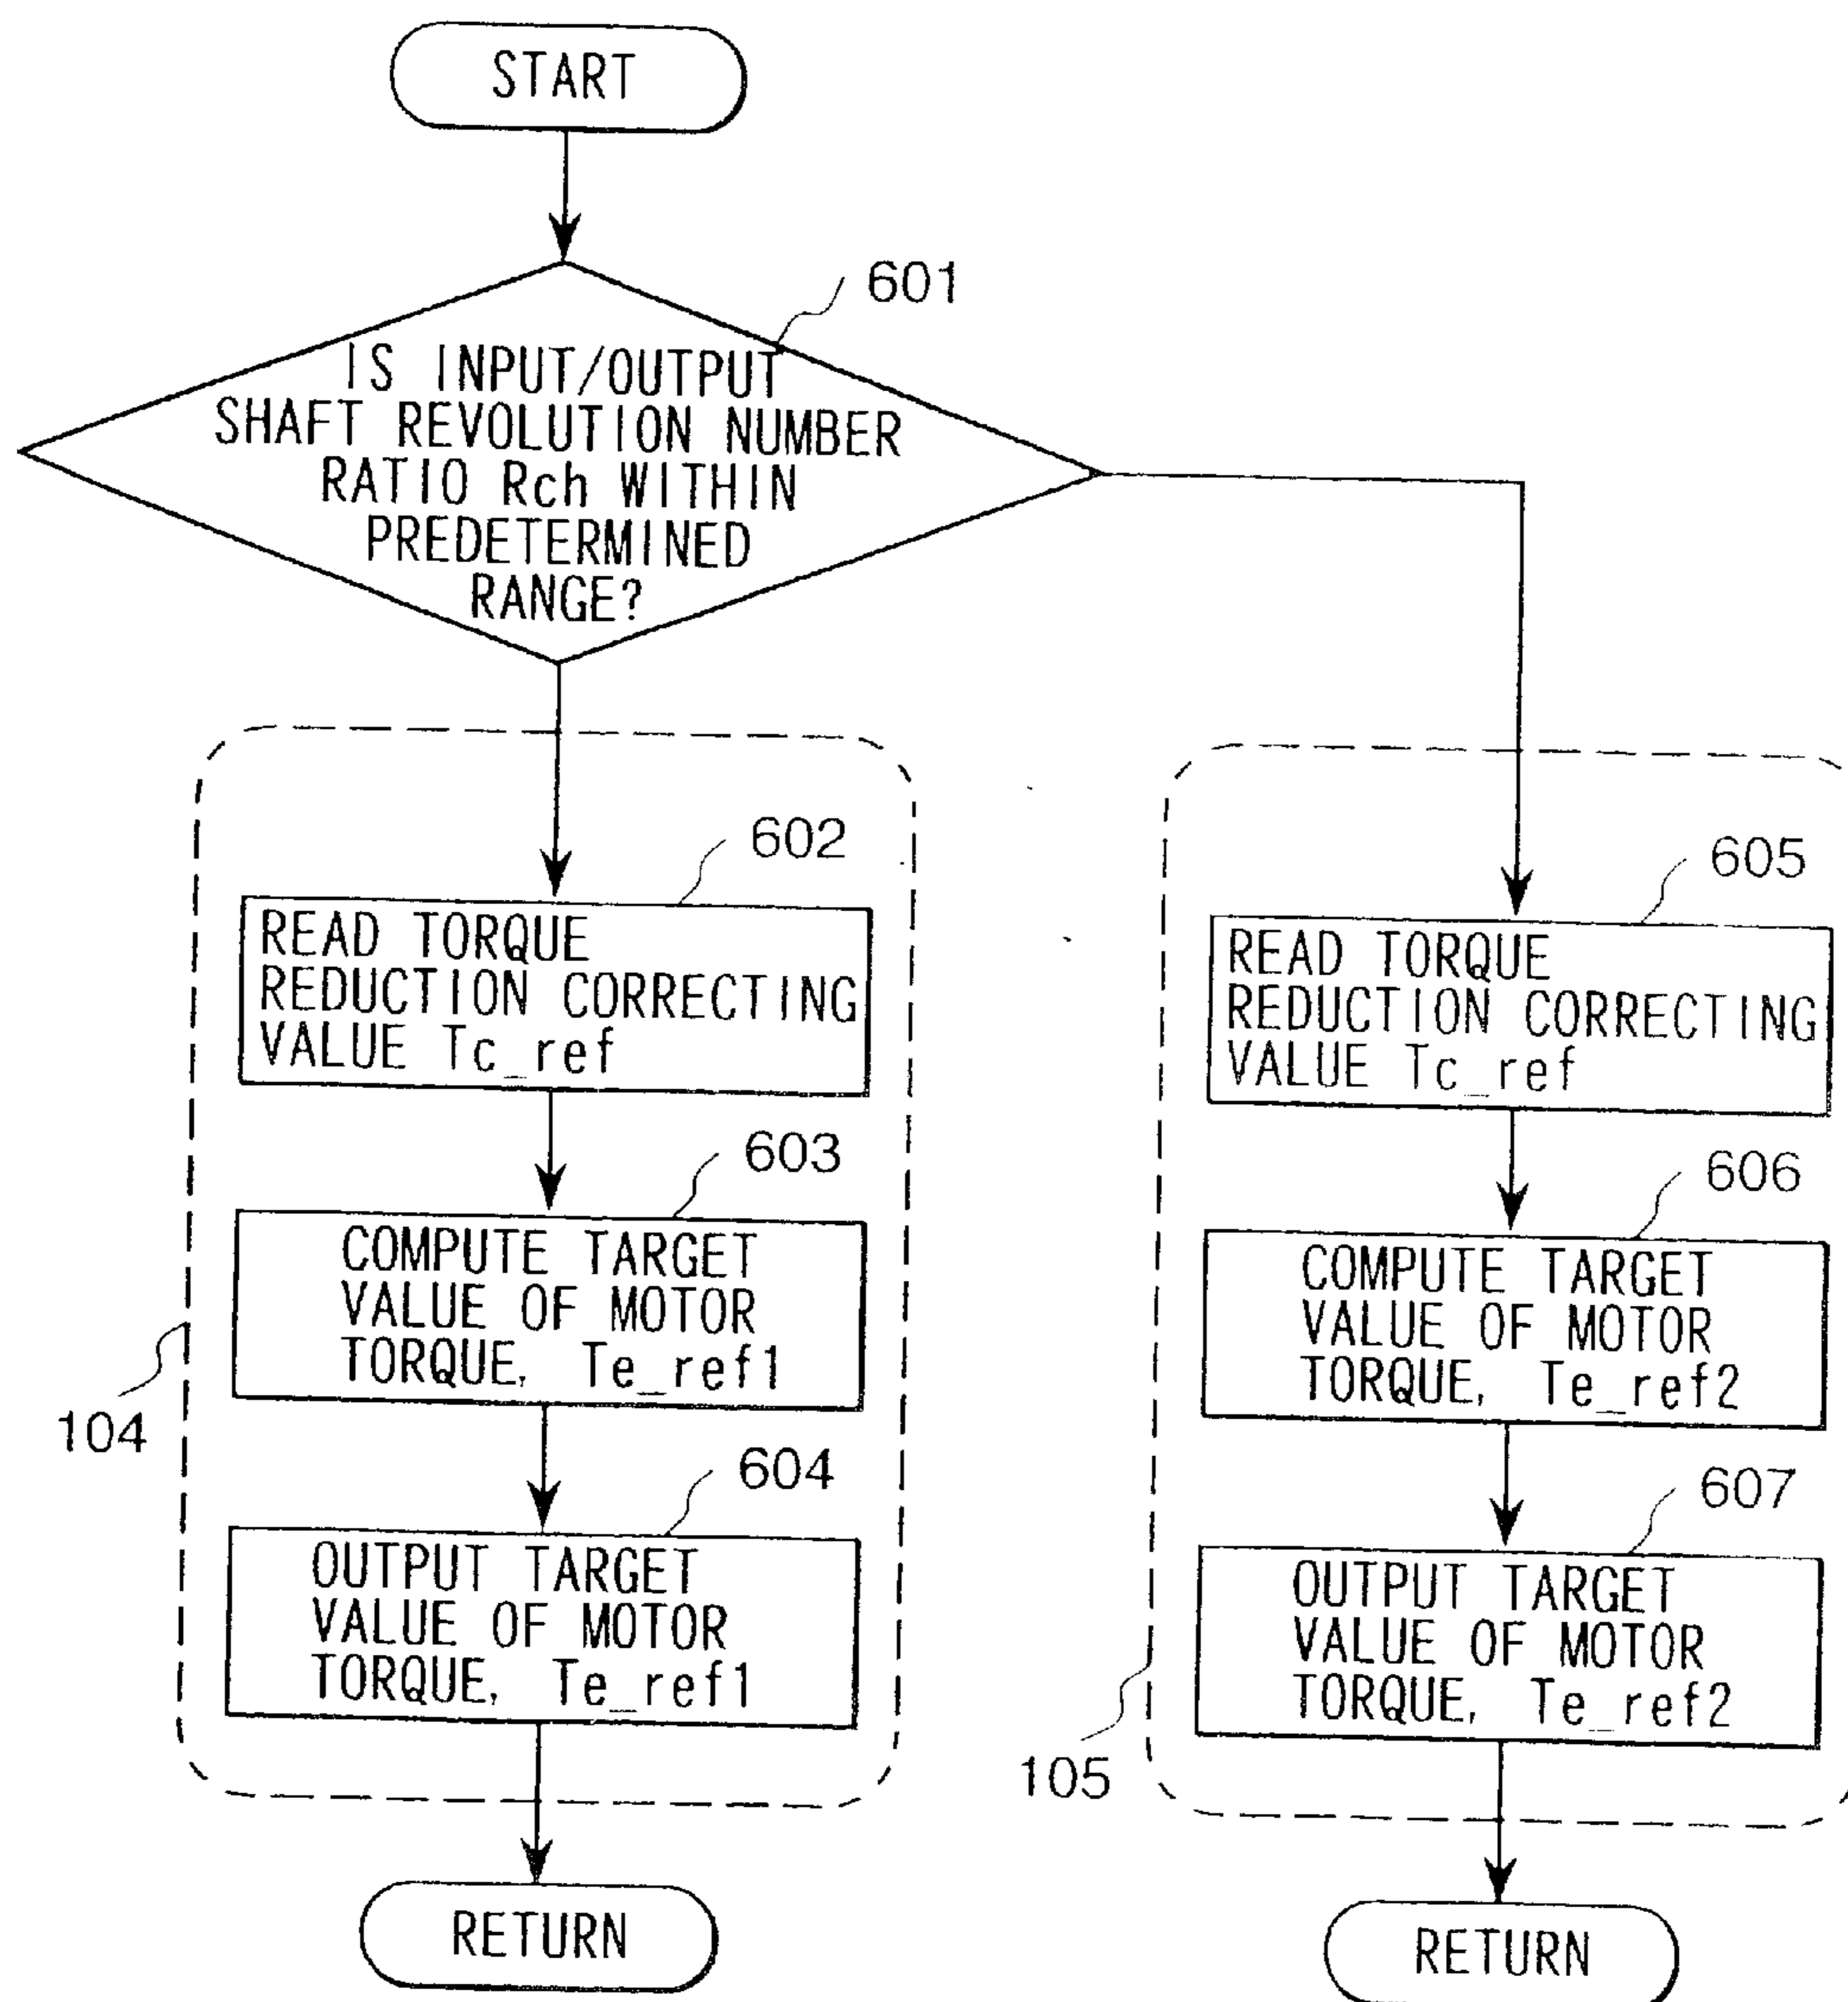 START
601
IS INPUT/OUTPUT
SHAFT REVOLUTION NUMBER
RATIO Rch WITHIN
PREDETERMINED
RANGE?
602
READ TORQUE
REDUCTION CORRECTING
VALUE Tc_ref
603
COMPUTE TARGET
VALUE OF MOTOR
TORQUE, Te_ref1
104
604
OUTPUT TARGET
VALUE OF MOTOR
TORQUE, Te_ref1
RETURN
605
READ TORQUE
REDUCTION CORRECTING
VALUE Tc_ref
606
COMPUTE TARGET
VALUE OF MOTOR
TORQUE, Te_ref2
607
OUTPUT TARGET
VALUE OF MOTOR
TORQUE, Te_ref2
105
RETURN